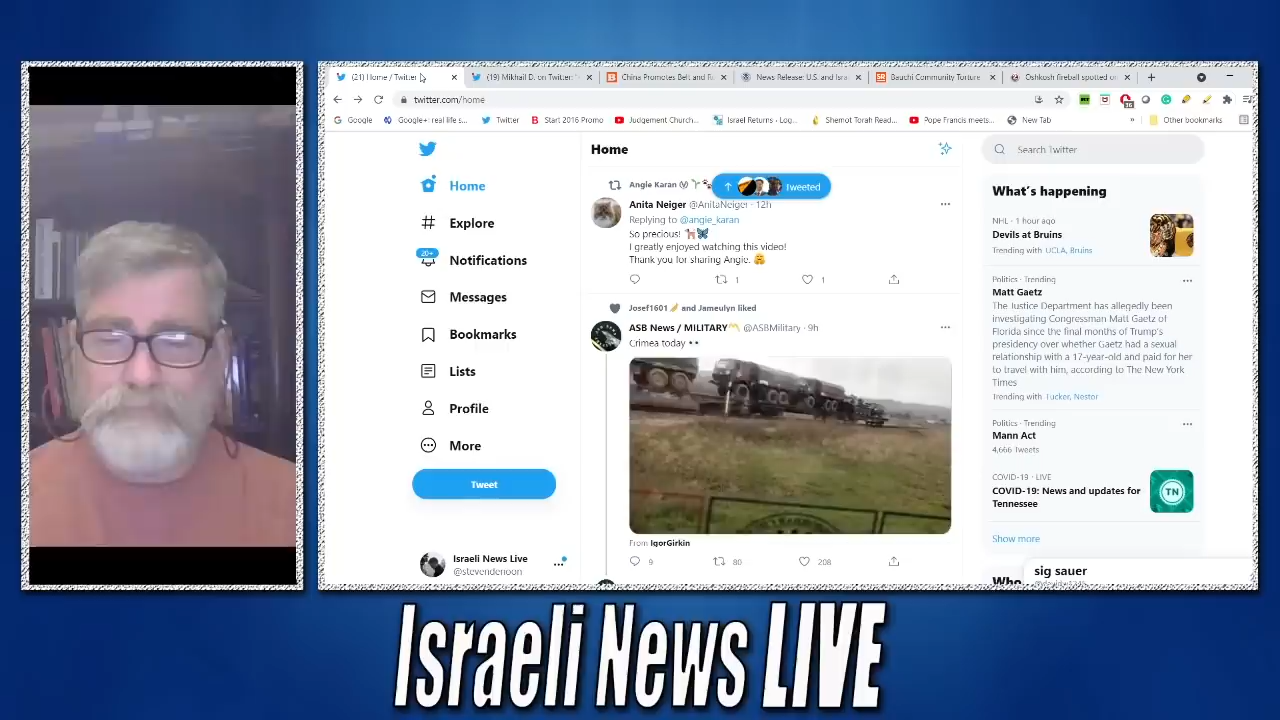 (21) Home / Twitter
(19) Mikhail D. on Twitter: "
China Promotes Belt and R
News Release: U.S. and Isra
Bauchi Community Torture
Oshkosh fireball spotted o
twitter.com/home
Google
Google+: real life s...
Twitter
Start 2016 Promo
Judgement Church...
Israel Returns - Log...
Shemot Torah Read...
Pope Francis meets...
New Tab
»
Other bookmarks
Home
Search Twitter
Home
Explore
20+
Notifications
Messages
Bookmarks
Lists
Profile
More
Tweet
Israeli News Live
@stevendenoon
Angie Karan
Tweeted
Anita Neiger @AnitaNeiger · 12h
Replying to @angie_karan
So precious!
I greatly enjoyed watching this video!
Thank you for sharing Angie.
1
1
Josef1601 and Jameulyn liked
ASB News / MILITARY @ASBMilitary · 9h
Crimea today
From IgorGirkin
9
80
208
What's happening
NHL · 1 hour ago
Devils at Bruins
Trending with UCLA, Bruins
Politics · Trending
Matt Gaetz
The Justice Department has allegedly been
investigating Congressman Matt Gaetz of
Florida since the final months of Trump's
presidency over whether Gaetz had a sexual
relationship with a 17-year-old and paid for her
to travel with him, according to The New York
Times
Trending with Tucker, Nestor
Politics · Trending
Mann Act
4,666 Tweets
COVID-19 · LIVE
COVID-19: News and updates for
Tennessee
TN
Show more
Who
sig sauer
Israeli News LIVE